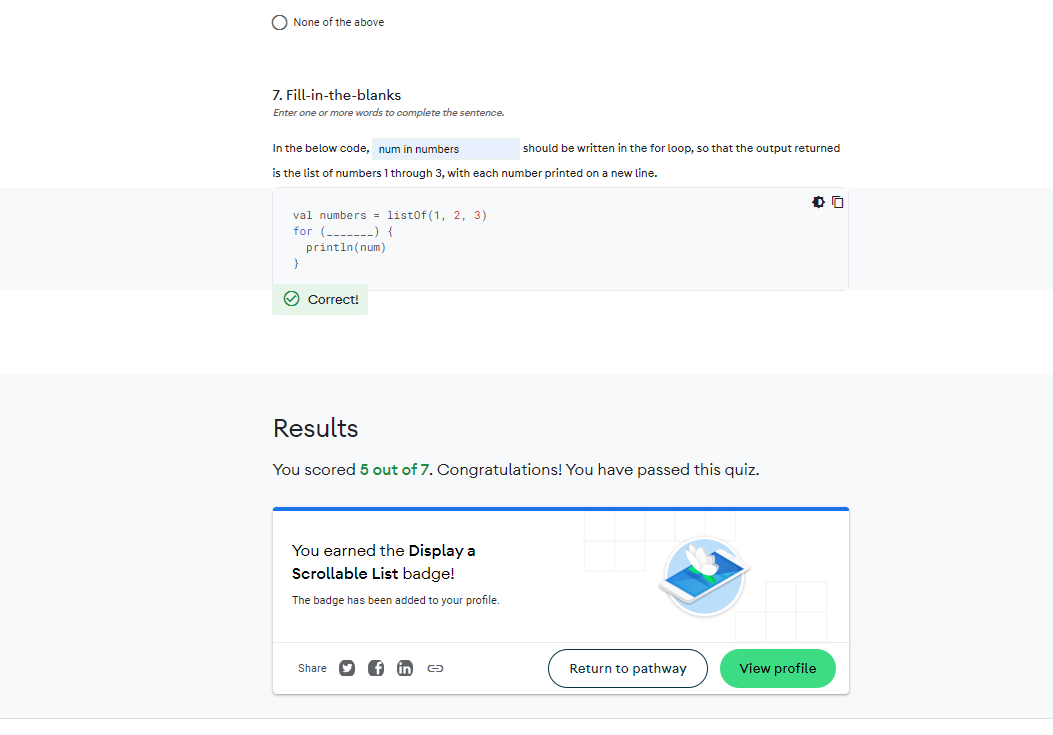 None of the above
7. Fill-in-the-blanks
Enter one or more words to complete the sentence.
In the below code, num in numbers should be written in the for loop, so that the output returned
is the list of numbers 1 through 3, with each number printed on a new line.
val numbers = listOf(1, 2, 3)
for (_______) {
  println(num)
}
Correct!
Results
You scored 5 out of 7. Congratulations! You have passed this quiz.
You earned the Display a
Scrollable List badge!
The badge has been added to your profile.
Share
Return to pathway
View profile